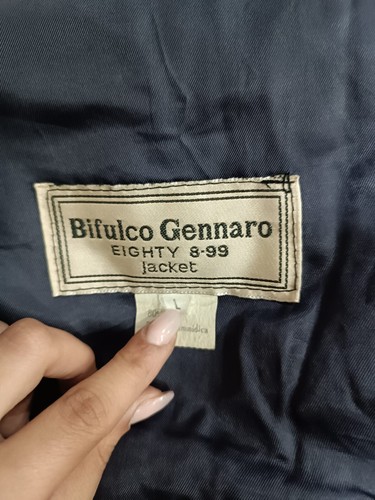 Bifulco Gennaro
EIGHTY 8-99
Jacket
L